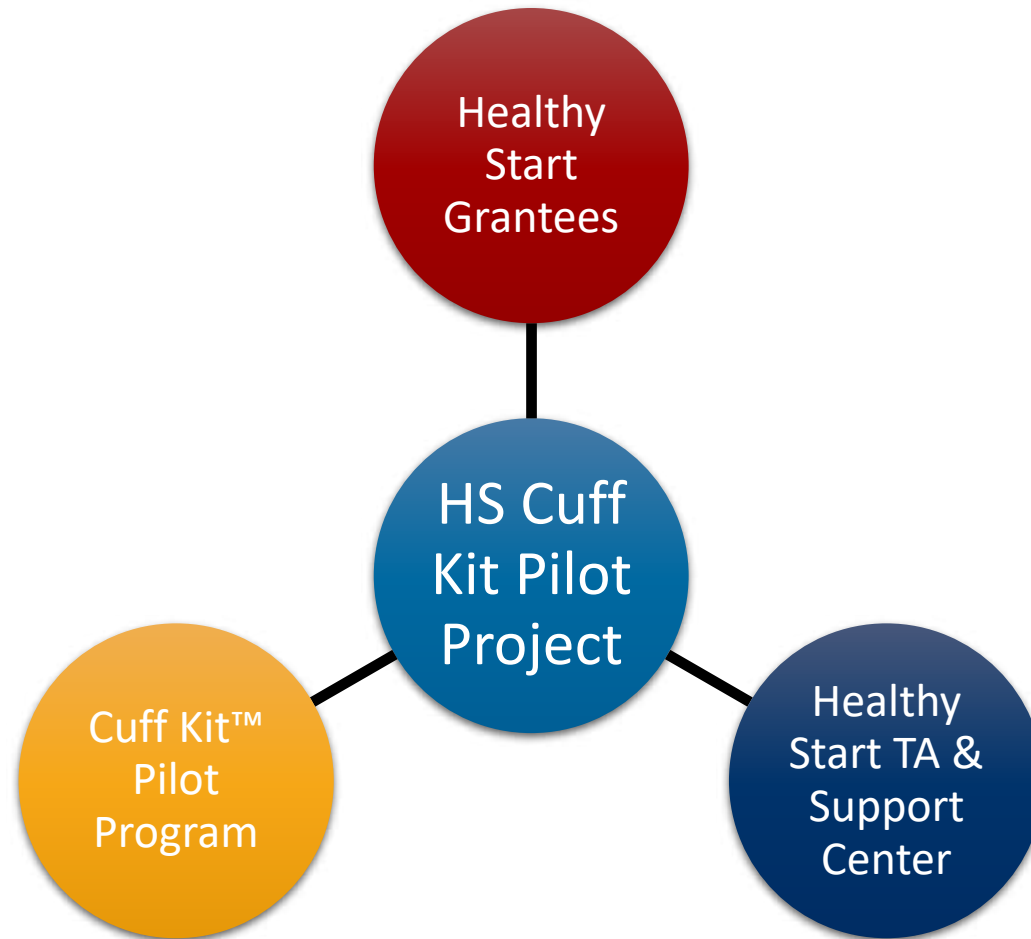 Healthy
Start
Grantees
HS Cuff
Kit Pilot
Project
Cuff Kit™
Pilot
Program
Healthy
Start TA &
Support
Center